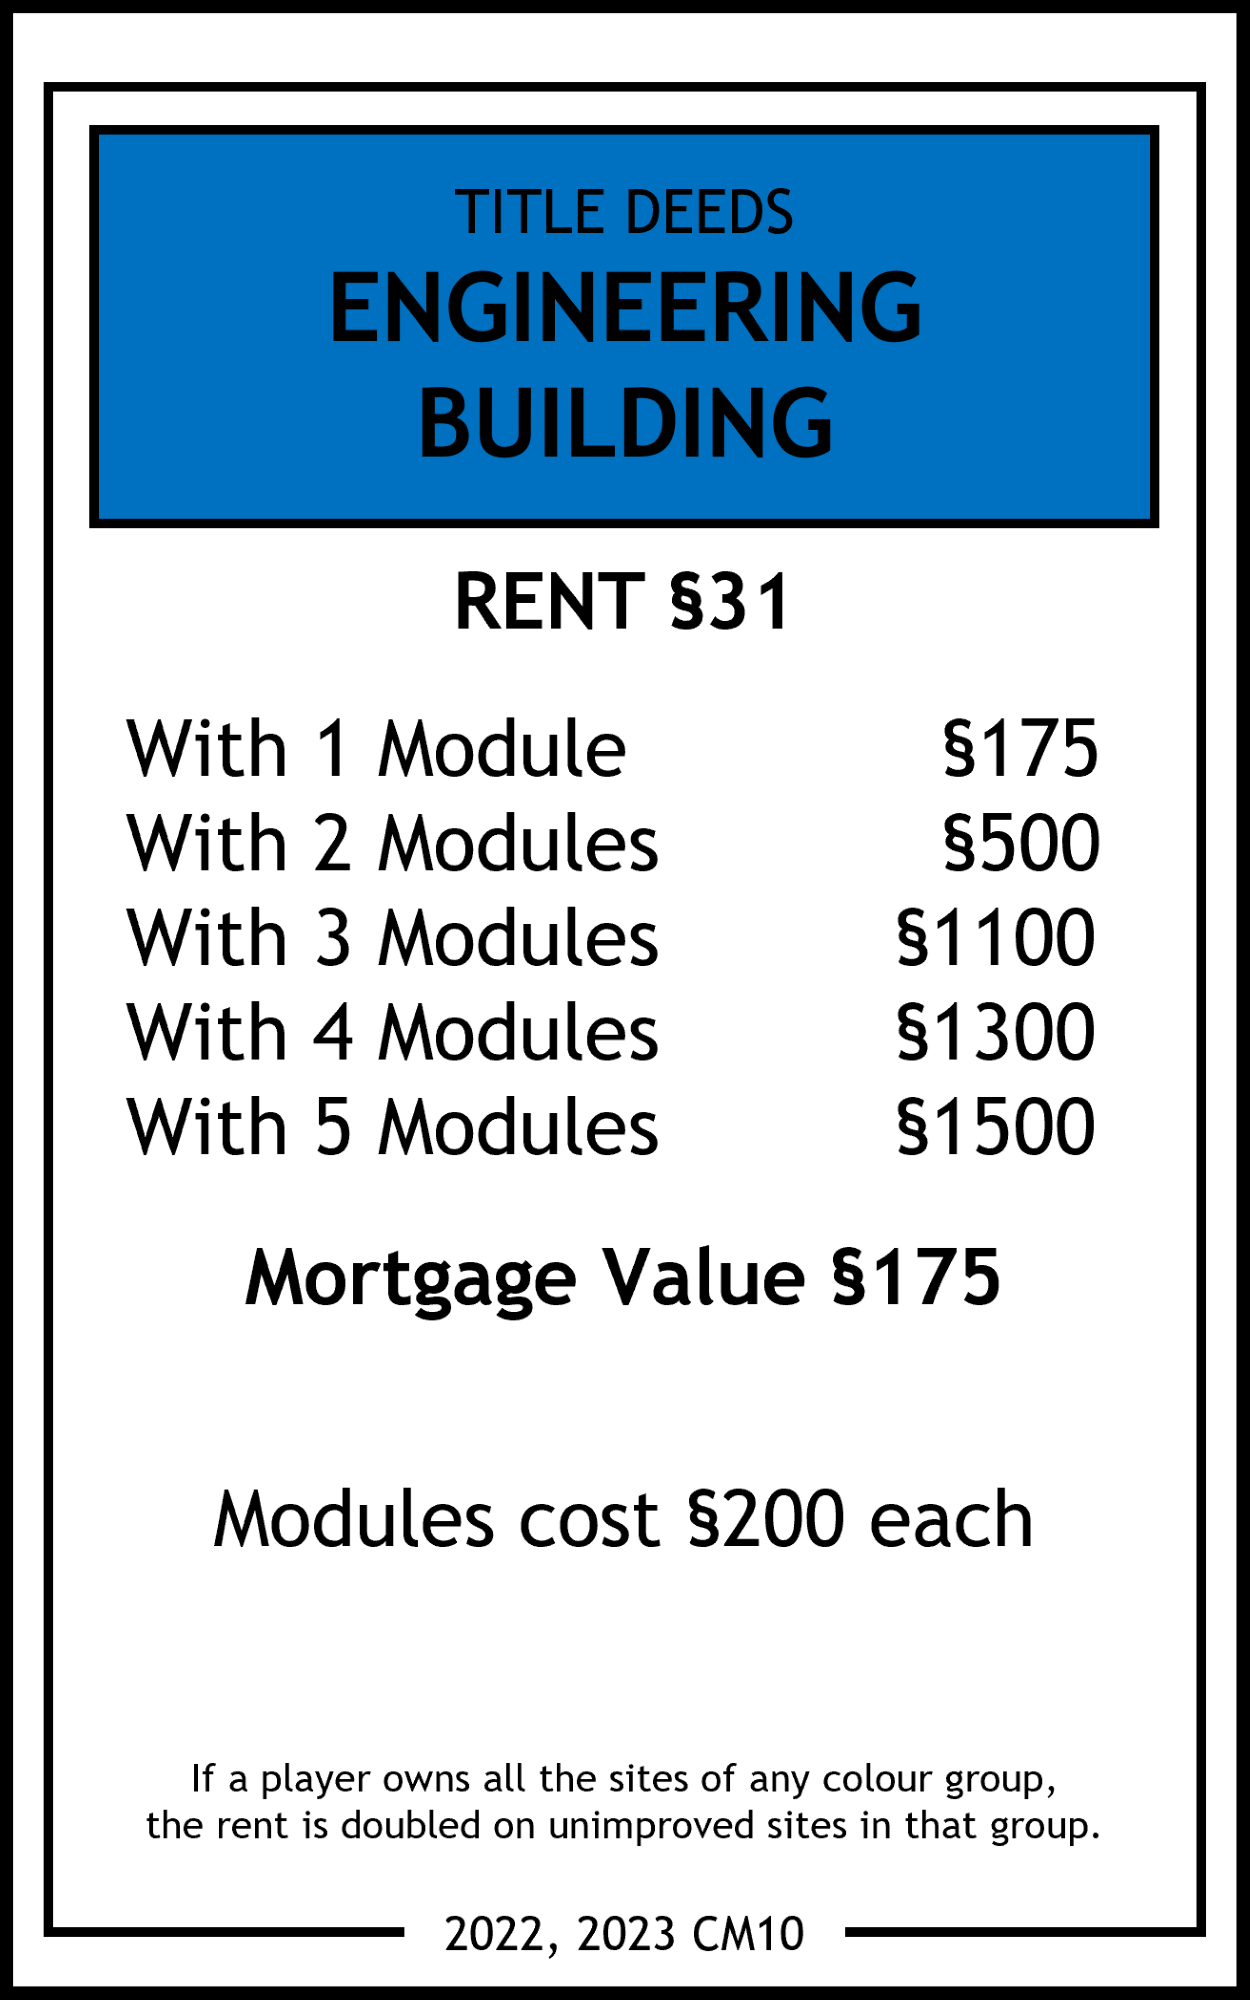 TITLE DEEDS
ENGINEERING
BUILDING
RENT §31
With 1 Module §175
With 2 Modules §500
With 3 Modules §1100
With 4 Modules §1300
With 5 Modules §1500
Mortgage Value §175
Modules cost §200 each
If a player owns all the sites of any colour group,
the rent is doubled on unimproved sites in that group.
2022, 2023 CM10